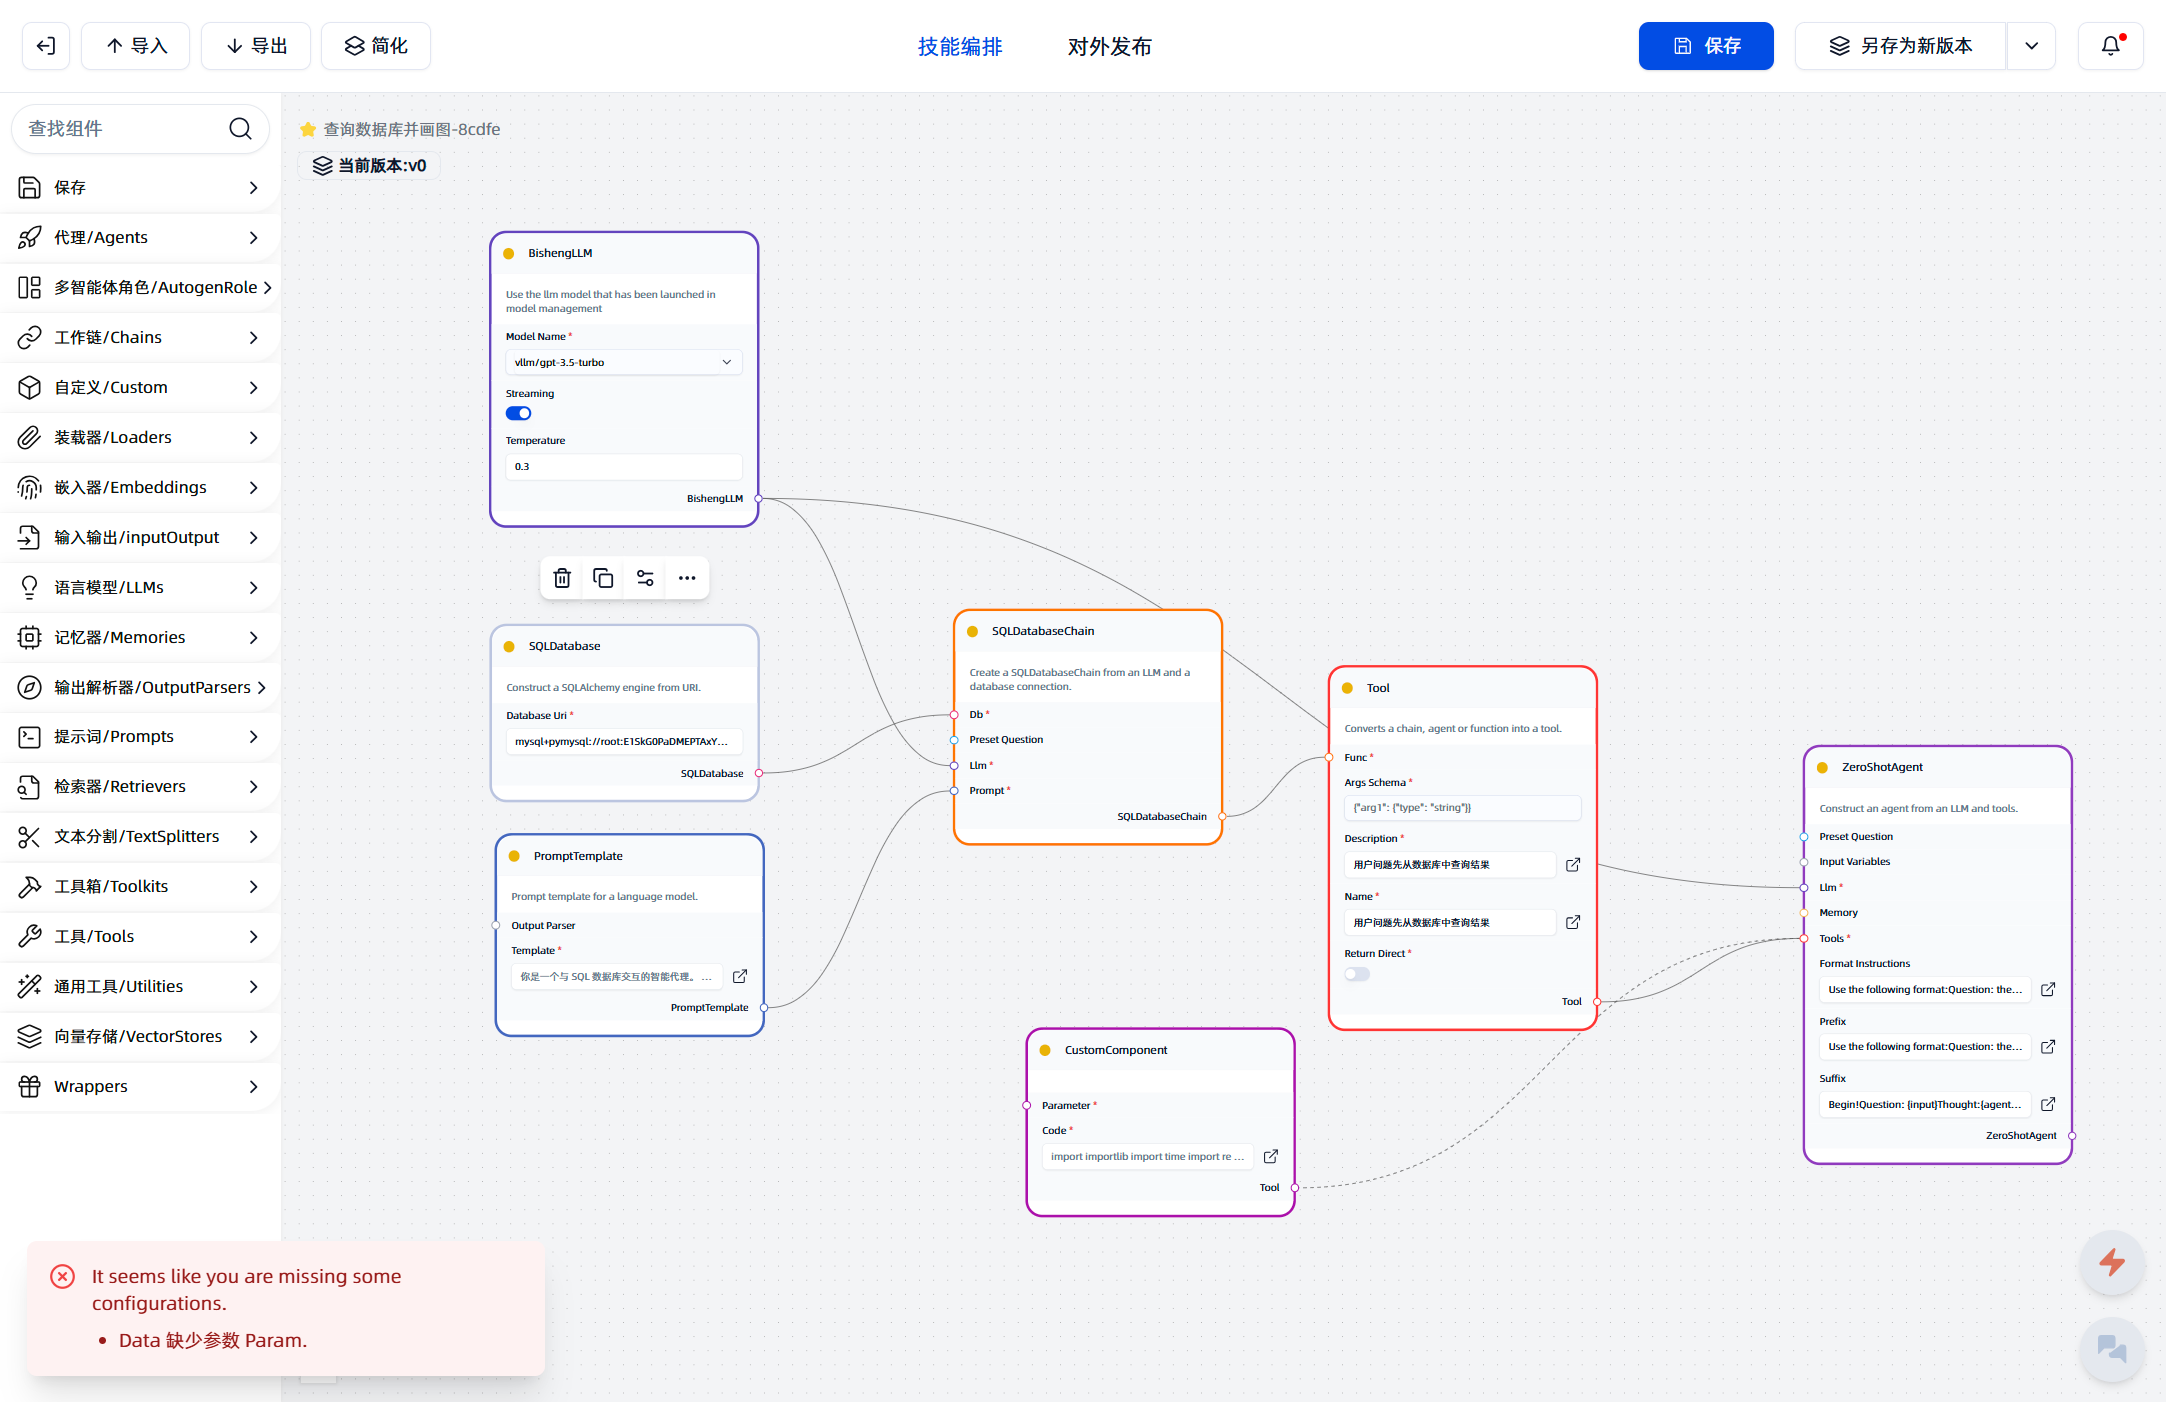 导入
导出
简化
技能编排
对外发布
保存
另存为新版本
查找组件
保存
代理/Agents
多智能体角色/AutogenRole
工作链/Chains
自定义/Custom
装载器/Loaders
嵌入器/Embeddings
输入输出/inputOutput
语言模型/LLMs
记忆器/Memories
输出解析器/OutputParsers
提示词/Prompts
检索器/Retrievers
文本分割/TextSplitters
工具箱/Toolkits
工具/Tools
通用工具/Utilities
向量存储/VectorStores
Wrappers
查询数据库并画图-8cdfe
当前版本:v0
BishengLLM
Use the llm model that has been launched in
model management
Model Name *
vllm/gpt-3.5-turbo
Streaming
Temperature
0.3
BishengLLM
SQLDatabase
Construct a SQLAlchemy engine from URI.
Database Uri *
mysql+pymysql://root:E1SkG0PaDMEPTAxY...
SQLDatabase
PromptTemplate
Prompt template for a language model.
Output Parser
Template *
你是一个与 SQL 数据库交互的智能代理。 ...
PromptTemplate
SQLDatabaseChain
Create a SQLDatabaseChain from an LLM and a
database connection.
Db *
Preset Question
Llm *
Prompt *
SQLDatabaseChain
CustomComponent
Parameter *
Code *
import importlib import time import re ...
Tool
Tool
Converts a chain, agent or function into a tool.
Func *
Args Schema *
{"arg1": {"type": "string"}}
Description *
用户问题先从数据库中查询结果
Name *
用户问题先从数据库中查询结果
Return Direct *
Tool
ZeroShotAgent
Construct an agent from an LLM and tools.
Preset Question
Input Variables
Llm *
Memory
Tools *
Format Instructions
Use the following format:Question: the...
Prefix
Use the following format:Question: the...
Suffix
Begin!Question: {input}Thought:{agent...
ZeroShotAgent
It seems like you are missing some
configurations.
• Data 缺少参数 Param.